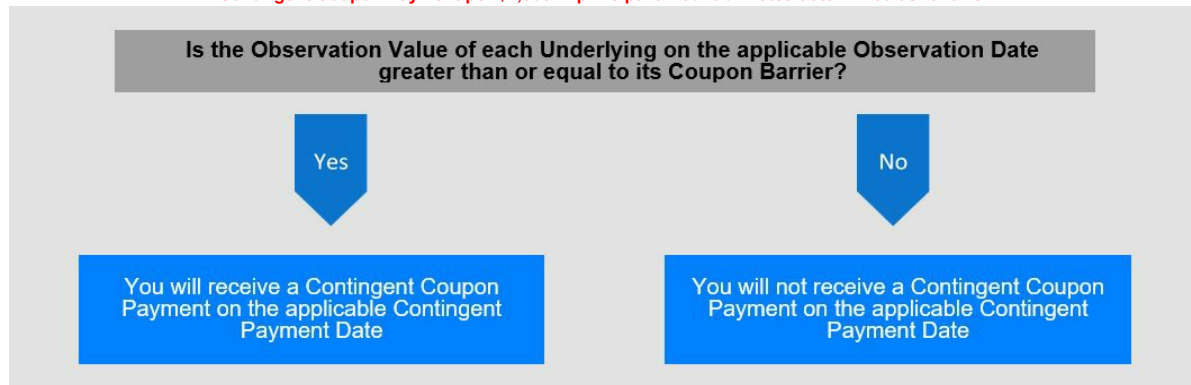 Is the Observation Value of each Underlying on the applicable Observation Date
greater than or equal to its Coupon Barrier?
Yes
No
You will receive a Contingent Coupon
Payment on the applicable Contingent
Payment Date
You will not receive a Contingent Coupon
Payment on the applicable Contingent
Payment Date